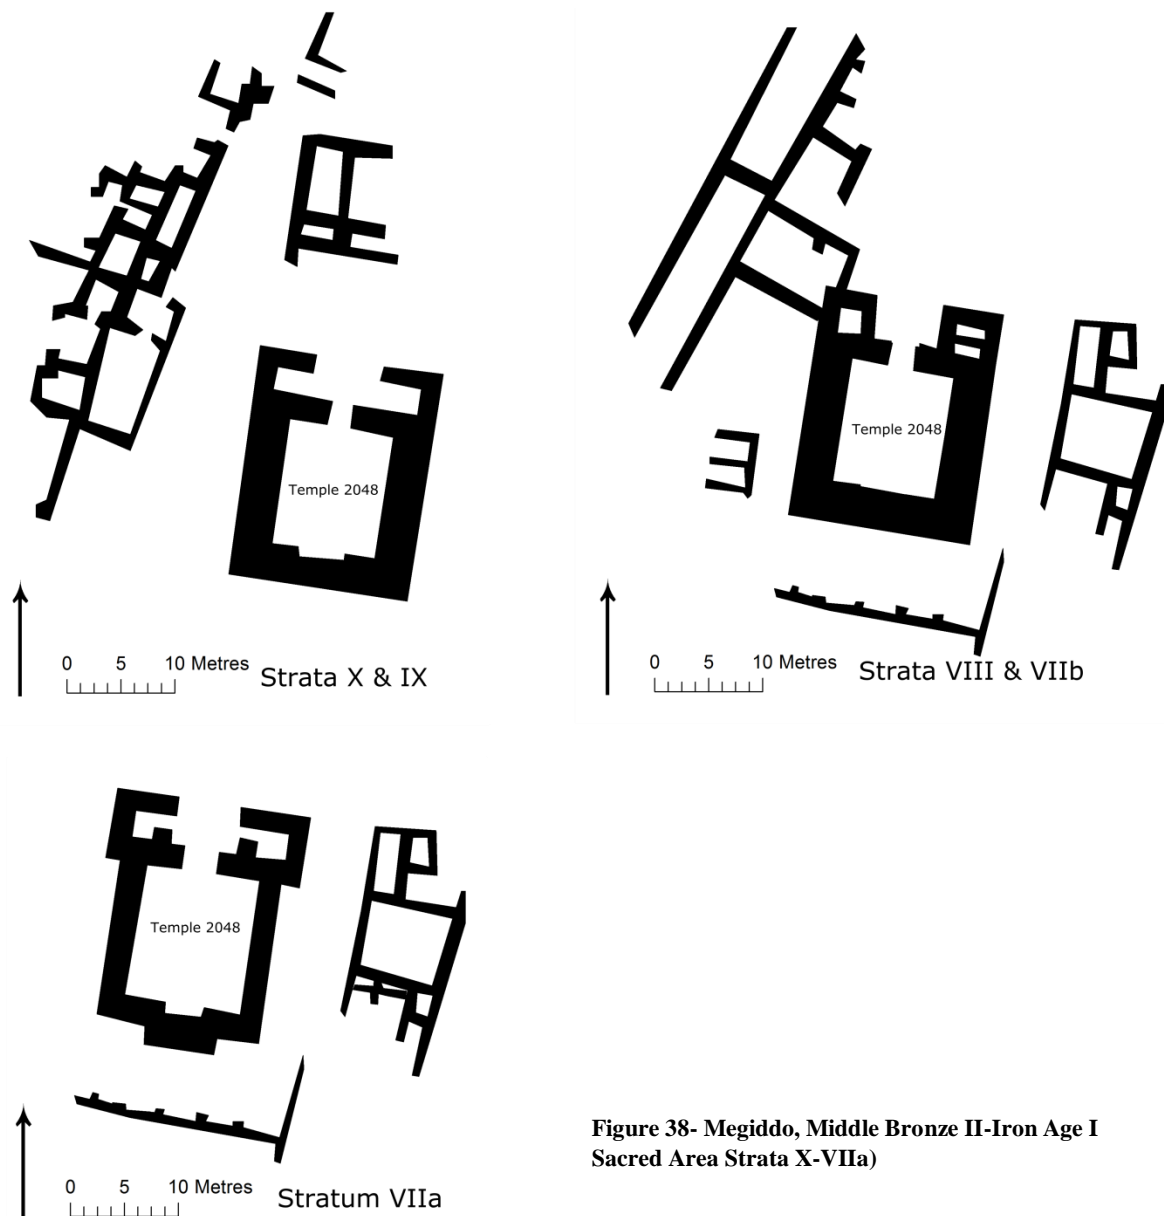 Temple 2048
0 5 10 Metres
Strata X & IX
Temple 2048
0 5 10 Metres
Strata VIII & VIIb
Temple 2048
0 5 10 Metres
Stratum VIIa
Figure 38- Megiddo, Middle Bronze II-Iron Age I
Sacred Area Strata X-VIIa)